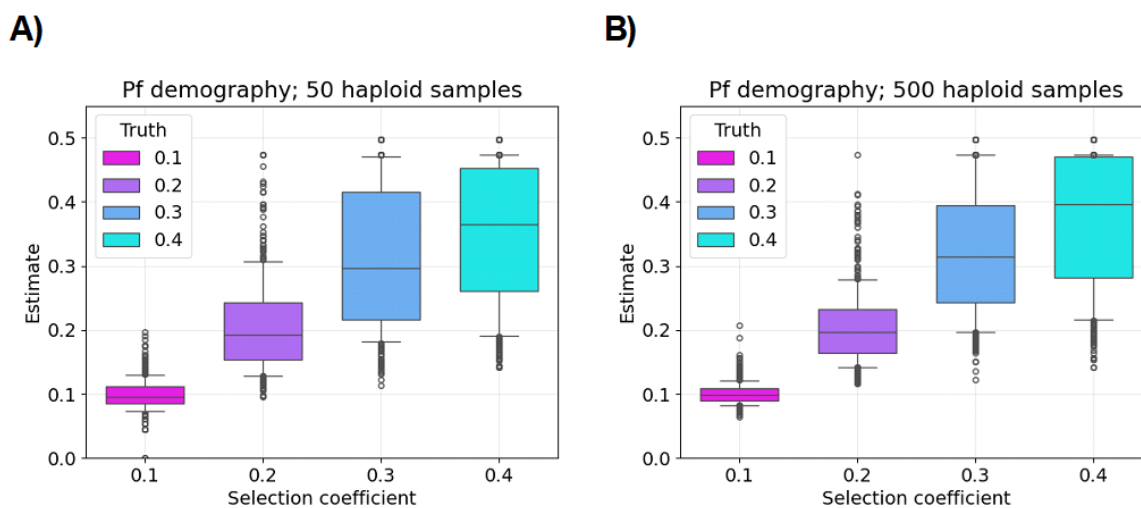 A)
Pf demography; 50 haploid samples
Truth
0.1
0.2
0.3
0.4
Estimate
0.5
0.4
0.3
0.2
0.1
0.0
0.1 0.2 0.3 0.4
Selection coefficient
B)
Pf demography; 500 haploid samples
Truth
0.1
0.2
0.3
0.4
Estimate
0.5
0.4
0.3
0.2
0.1
0.0
0.1 0.2 0.3 0.4
Selection coefficient